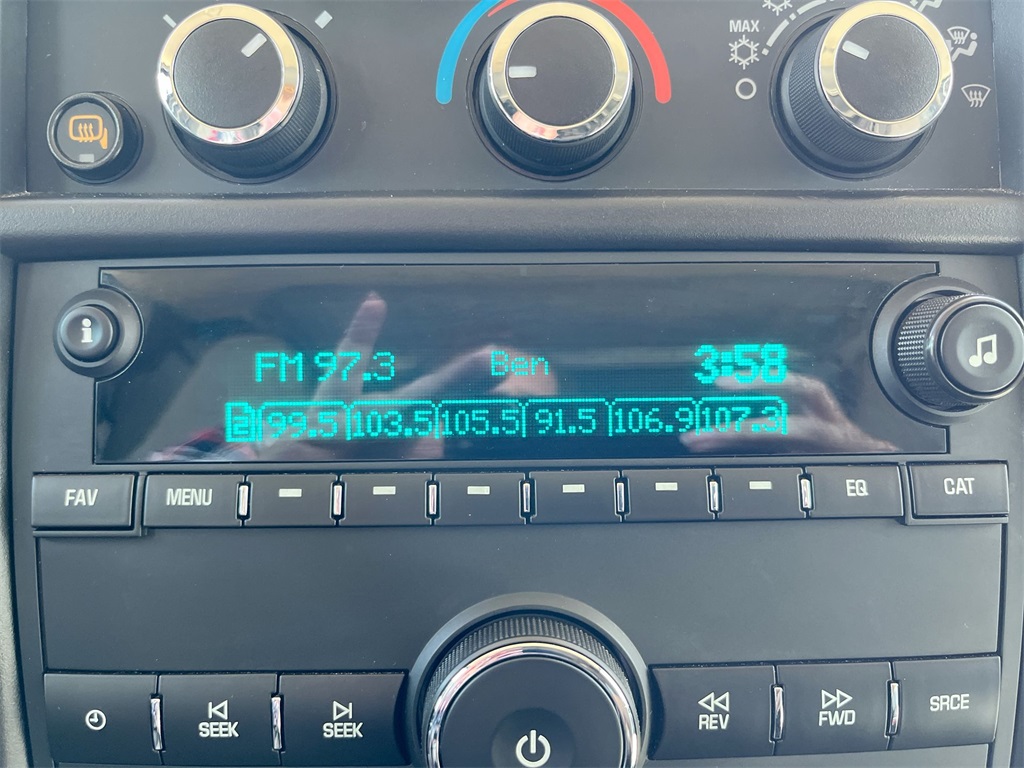 MAX
i
FM 97.3 Ben 3:58
2 99.5 103.5 105.5 91.5 106.9 107.3
FAV MENU EQ CAT
SEEK SEEK REV FWD SRCE